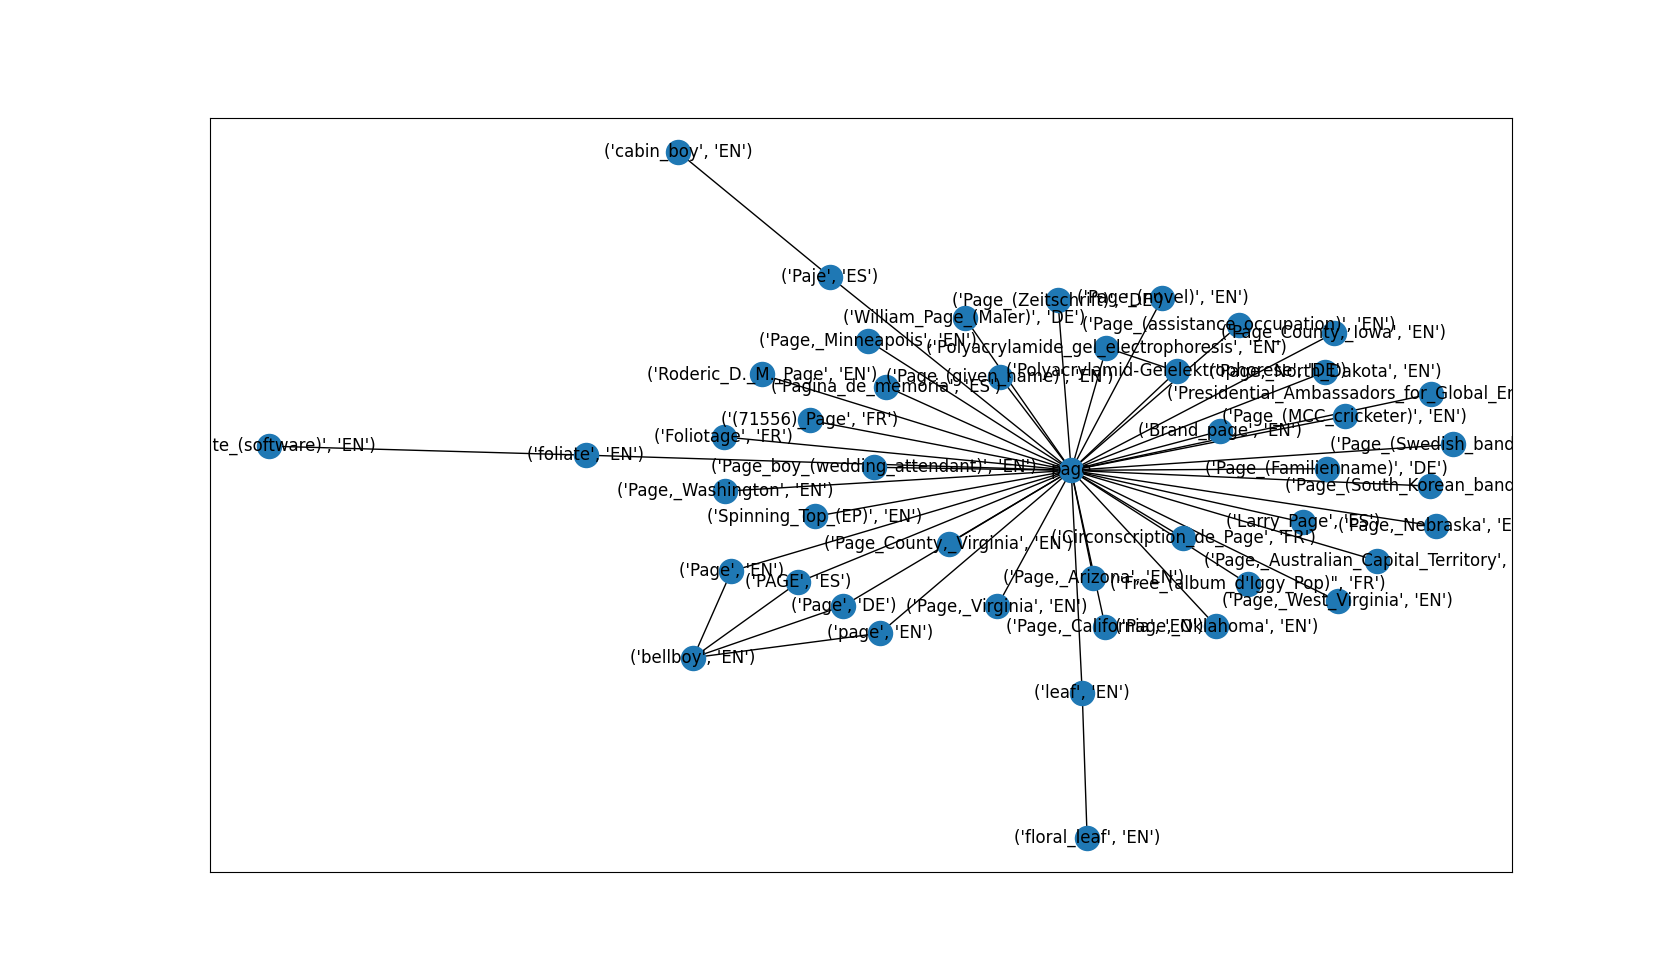 ('cabin_boy', 'EN')
('Paje', 'ES')
('Page_(Zeitschrift)', 'DE')
('Page_(novel)', 'EN')
('William_Page_(Maler)', 'DE')
('Page_(assistance_occupation)', 'EN')
('Page_County,_Iowa', 'EN')
('Page,_Minneapolis', 'EN')
('Polyacrylamide_gel_electrophoresis', 'EN')
('Roderic_D._M._Page', 'EN')
('Página_de_memoria', 'ES')
('Page_(given_name)', 'EN')
('Polyacrylamid-Gelelektrophorese', 'DE')
('Page,_North_Dakota', 'EN')
('Presidential_Ambassadors_for_Global_En
('(71556)_Page', 'FR')
('Page_(MCC_cricketer)', 'EN')
('Foliotage', 'FR')
('Brand_page', 'EN')
te_(software)', 'EN')
('foliate', 'EN')
('Page_(Swedish_band
('Page_boy_(wedding_attendant)', 'EN')
page
('Page_(Familienname)', 'DE')
('Page,_Washington', 'EN')
('Page_(South_Korean_band
('Spinning_Top_(EP)', 'EN')
('Larry_Page', 'ES')
('Page,_Nebraska', 'E
('Page_County,_Virginia', 'EN')
('Circonscription_de_Page', 'FR')
('Page,_Australian_Capital_Territory',
('Page', 'EN')
('PAGE', 'ES')
('Page,_Arizona', 'EN')
Free_(album_d'Iggy_Pop)", 'FR')
('Page', 'DE')
('Page,_Virginia', 'EN')
('Page,_West_Virginia', 'EN')
('page', 'EN')
('Page,_California', 'EN')
('Page,_Oklahoma', 'EN')
('bellboy', 'EN')
('leaf', 'EN')
('floral_leaf', 'EN')